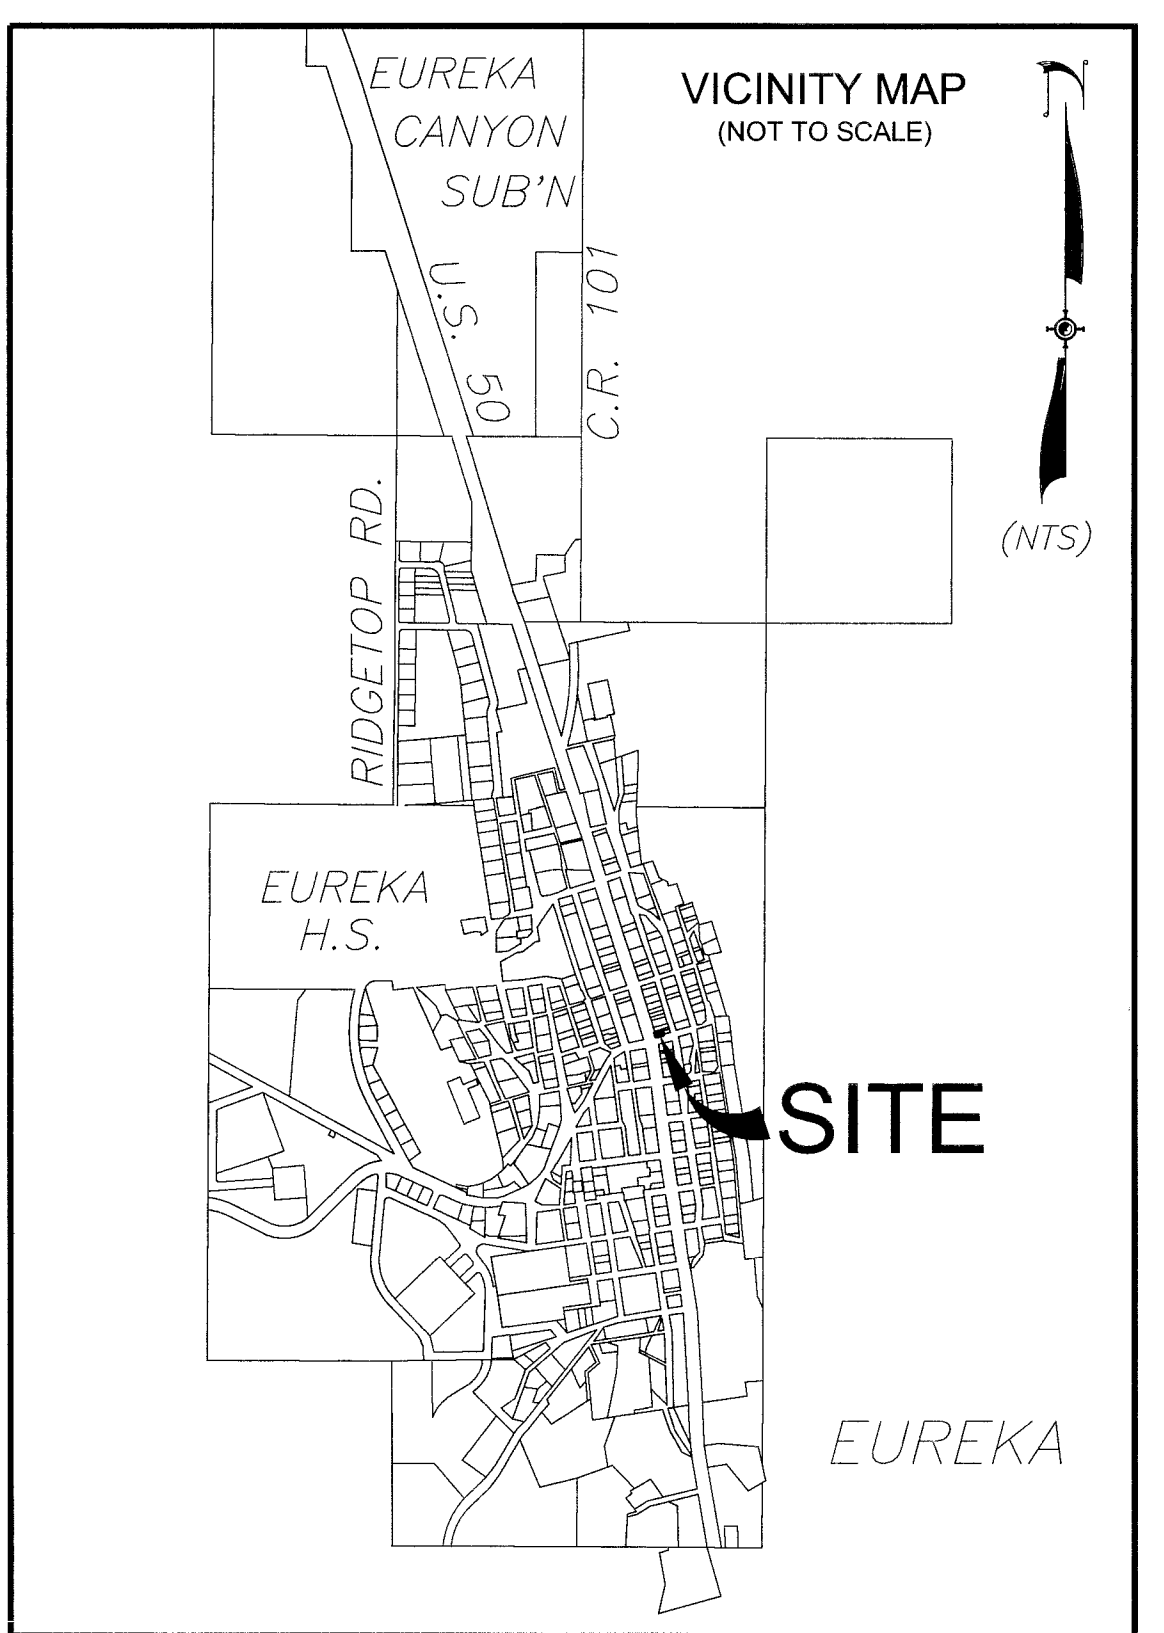 VICINITY MAP
(NOT TO SCALE)
N
(NTS)
EUREKA
CANYON
SUB'N
U.S. 50
C.R. 101
RIDGETOP RD.
EUREKA
H.S.
SITE
EUREKA